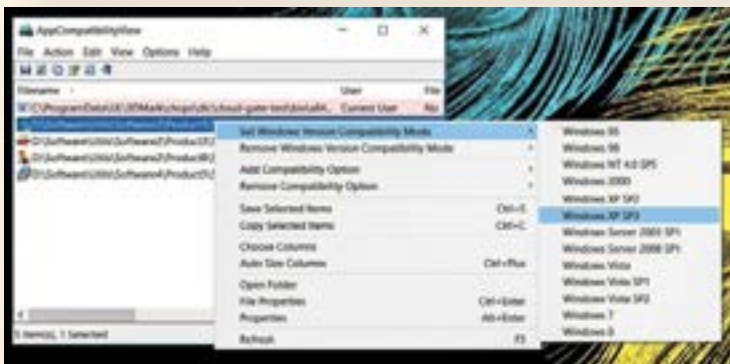 AppCompatibilityView
File Action Edit View Options Help
Filename User File
Current User No
Set Windows Version Compatibility Mode
Remove Windows Version Compatibility Mode
Add Compatibility Option
Remove Compatibility Option
Save Selected Items Ctrl+S
Copy Selected Items Ctrl+C
Choose Columns
Auto Size Columns Ctrl+Plus
Open Folder
File Properties Ctrl+Enter
Properties Alt+Enter
Refresh F5
Windows 95
Windows 98
Windows NT 4.0 SP5
Windows 2000
Windows XP SP2
Windows XP SP3
Windows Server 2003 SP1
Windows Server 2008 SP1
Windows Vista
Windows Vista SP1
Windows Vista SP2
Windows 7
Windows 8
5 item(s), 1 Selected